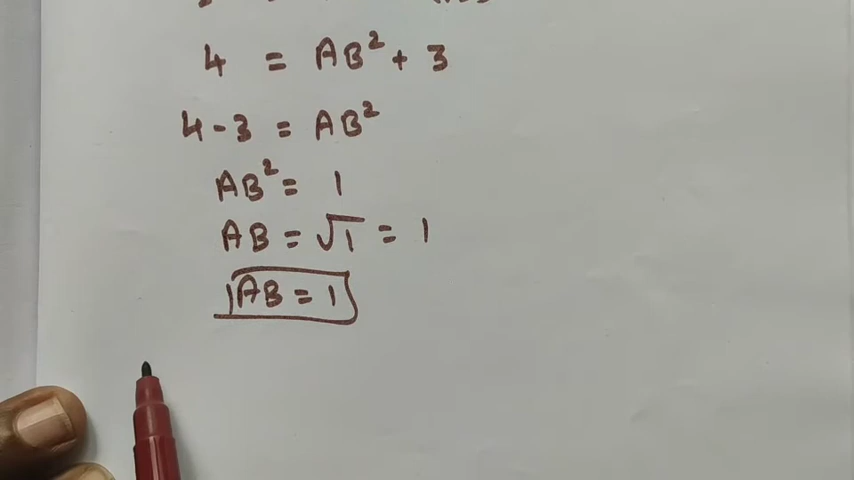 4 = AB² + 3
4 - 3 = AB²
AB² = 1
AB = √1 = 1
AB = 1